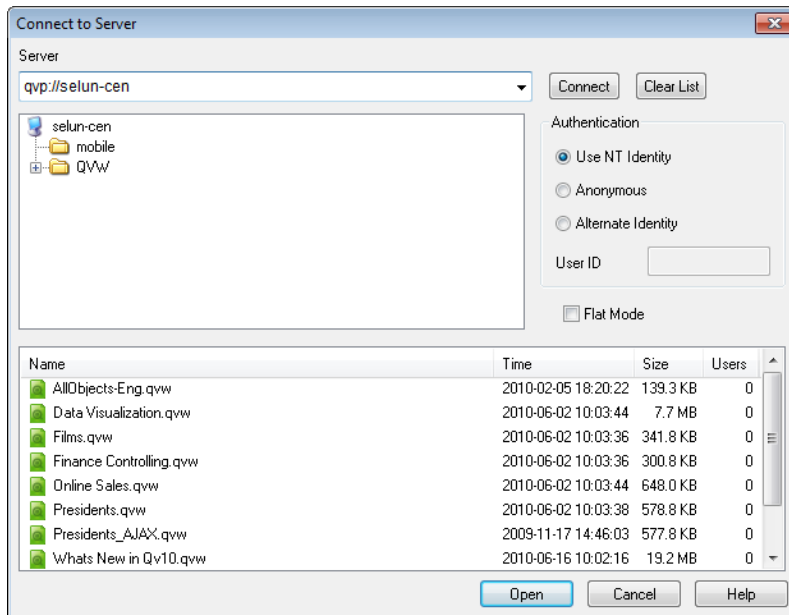 Connect to Server
Server
qvp://selun-cen
Connect
Clear List
selun-cen
mobile
QVW
Authentication
Use NT Identity
Anonymous
Alternate Identity
User ID
Flat Mode
Name Time Size Users
AllObjects-Eng.qvw 2010-02-05 18:20:22 139.3 KB 0
Data Visualization.qvw 2010-06-02 10:03:44 7.7 MB 0
Films.qvw 2010-06-02 10:03:36 341.8 KB 0
Finance Controlling.qvw 2010-06-02 10:03:36 300.8 KB 0
Online Sales.qvw 2010-06-02 10:03:44 648.0 KB 0
Presidents.qvw 2010-06-02 10:03:38 578.8 KB 0
Presidents_AJAX.qvw 2009-11-17 14:46:03 577.8 KB 0
Whats New in Qv10.qvw 2010-06-16 10:02:16 19.2 MB 0
Open
Cancel
Help